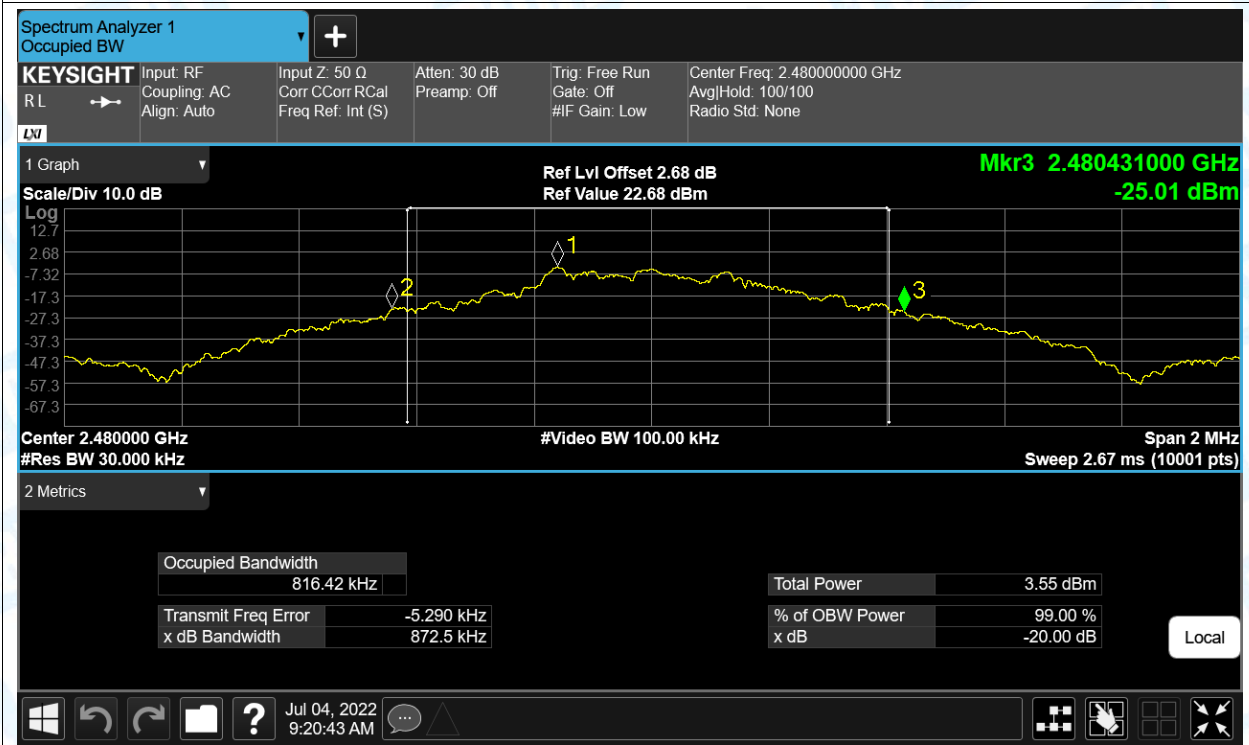 Spectrum Analyzer 1
Occupied BW
KEYSIGHT
R L
LXI
Input: RF
Coupling: AC
Align: Auto
Input Z: 50 Ω
Corr CCorr RCal
Freq Ref: Int (S)
Atten: 30 dB
Preamp: Off
Trig: Free Run
Gate: Off
#IF Gain: Low
Center Freq: 2.480000000 GHz
Avg|Hold: 100/100
Radio Std: None
1 Graph
Scale/Div 10.0 dB
Ref Lvl Offset 2.68 dB
Ref Value 22.68 dBm
Mkr3 2.480431000 GHz
-25.01 dBm
Log
12.7
2.68
-7.32
-17.3
-27.3
-37.3
-47.3
-57.3
-67.3
1
2
3
Center 2.480000 GHz
#Res BW 30.000 kHz
#Video BW 100.00 kHz
Span 2 MHz
Sweep 2.67 ms (10001 pts)
2 Metrics
Occupied Bandwidth
816.42 kHz
Transmit Freq Error -5.290 kHz
x dB Bandwidth 872.5 kHz
Total Power 3.55 dBm
% of OBW Power 99.00 %
x dB -20.00 dB
Local
?
Jul 04, 2022
9:20:43 AM